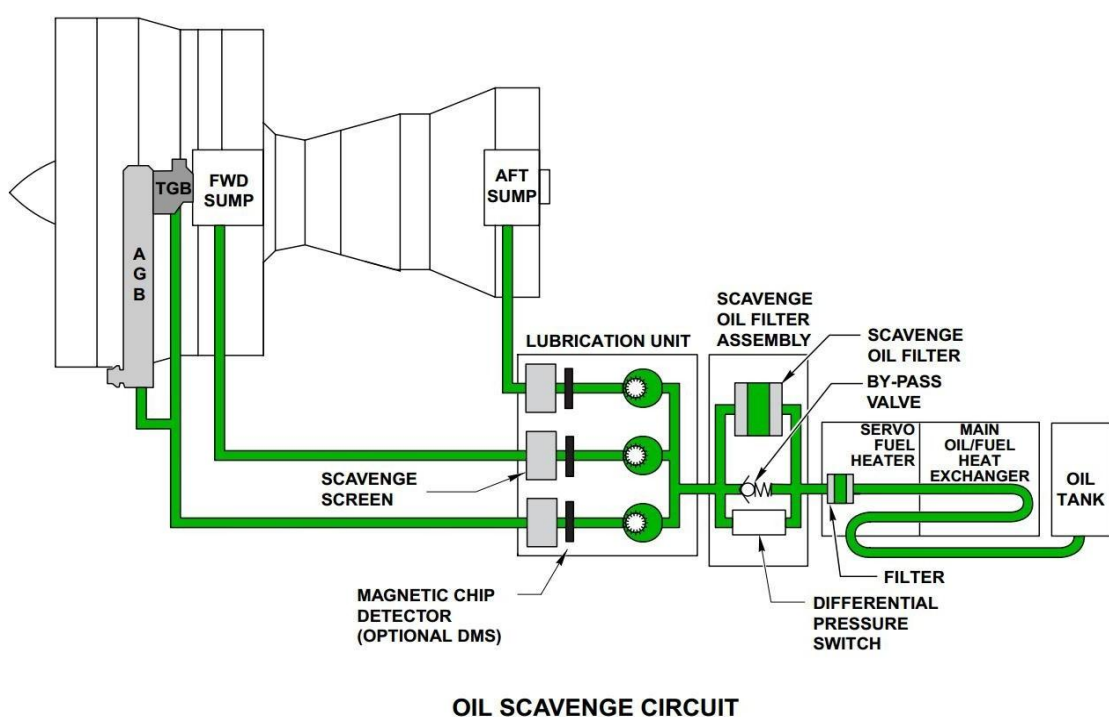 TGB
FWD
SUMP
AFT
SUMP
A
G
B
SCAVENGE
OIL FILTER
ASSEMBLY
SCAVENGE
OIL FILTER
LUBRICATION UNIT
BY-PASS
VALVE
SERVO
FUEL
HEATER
MAIN
OIL/FUEL
HEAT
EXCHANGER
OIL
TANK
SCAVENGE
SCREEN
MAGNETIC CHIP
DETECTOR
(OPTIONAL DMS)
FILTER
DIFFERENTIAL
PRESSURE
SWITCH
OIL SCAVENGE CIRCUIT